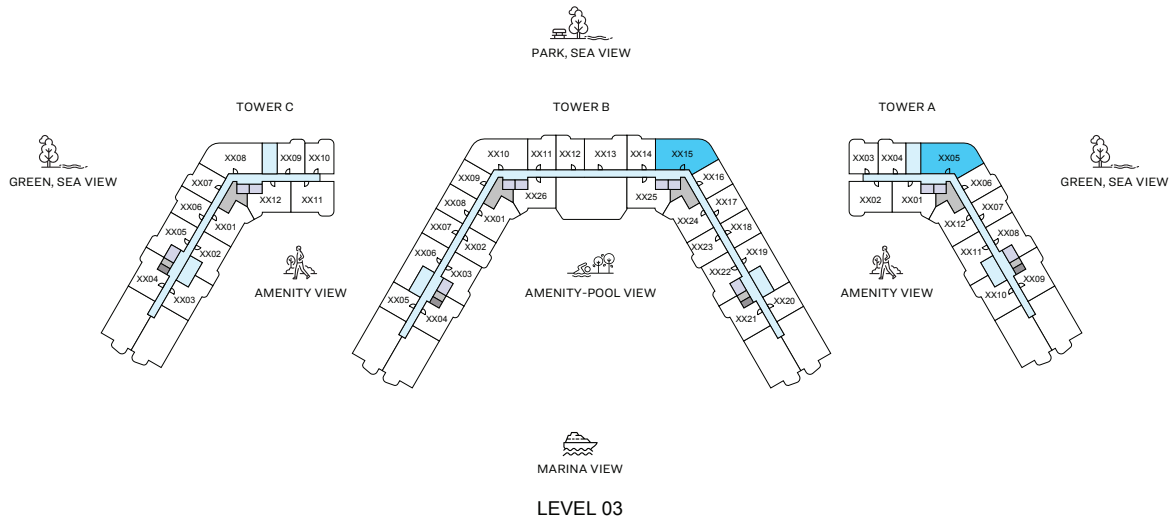 PARK, SEA VIEW
TOWER C
TOWER B
TOWER A
GREEN, SEA VIEW
GREEN, SEA VIEW
XX08
XX09
XX10
XX07
XX06
XX05
XX04
XX03
XX02
XX01
XX12
XX11
XX10
XX11
XX12
XX13
XX14
XX15
XX09
XX08
XX07
XX06
XX05
XX04
XX03
XX02
XX01
XX26
XX25
XX16
XX17
XX18
XX19
XX20
XX21
XX22
XX23
XX24
XX03
XX04
XX05
XX02
XX01
XX06
XX07
XX08
XX09
XX10
XX11
XX12
AMENITY VIEW
AMENITY-POOL VIEW
AMENITY VIEW
MARINA VIEW
LEVEL 03